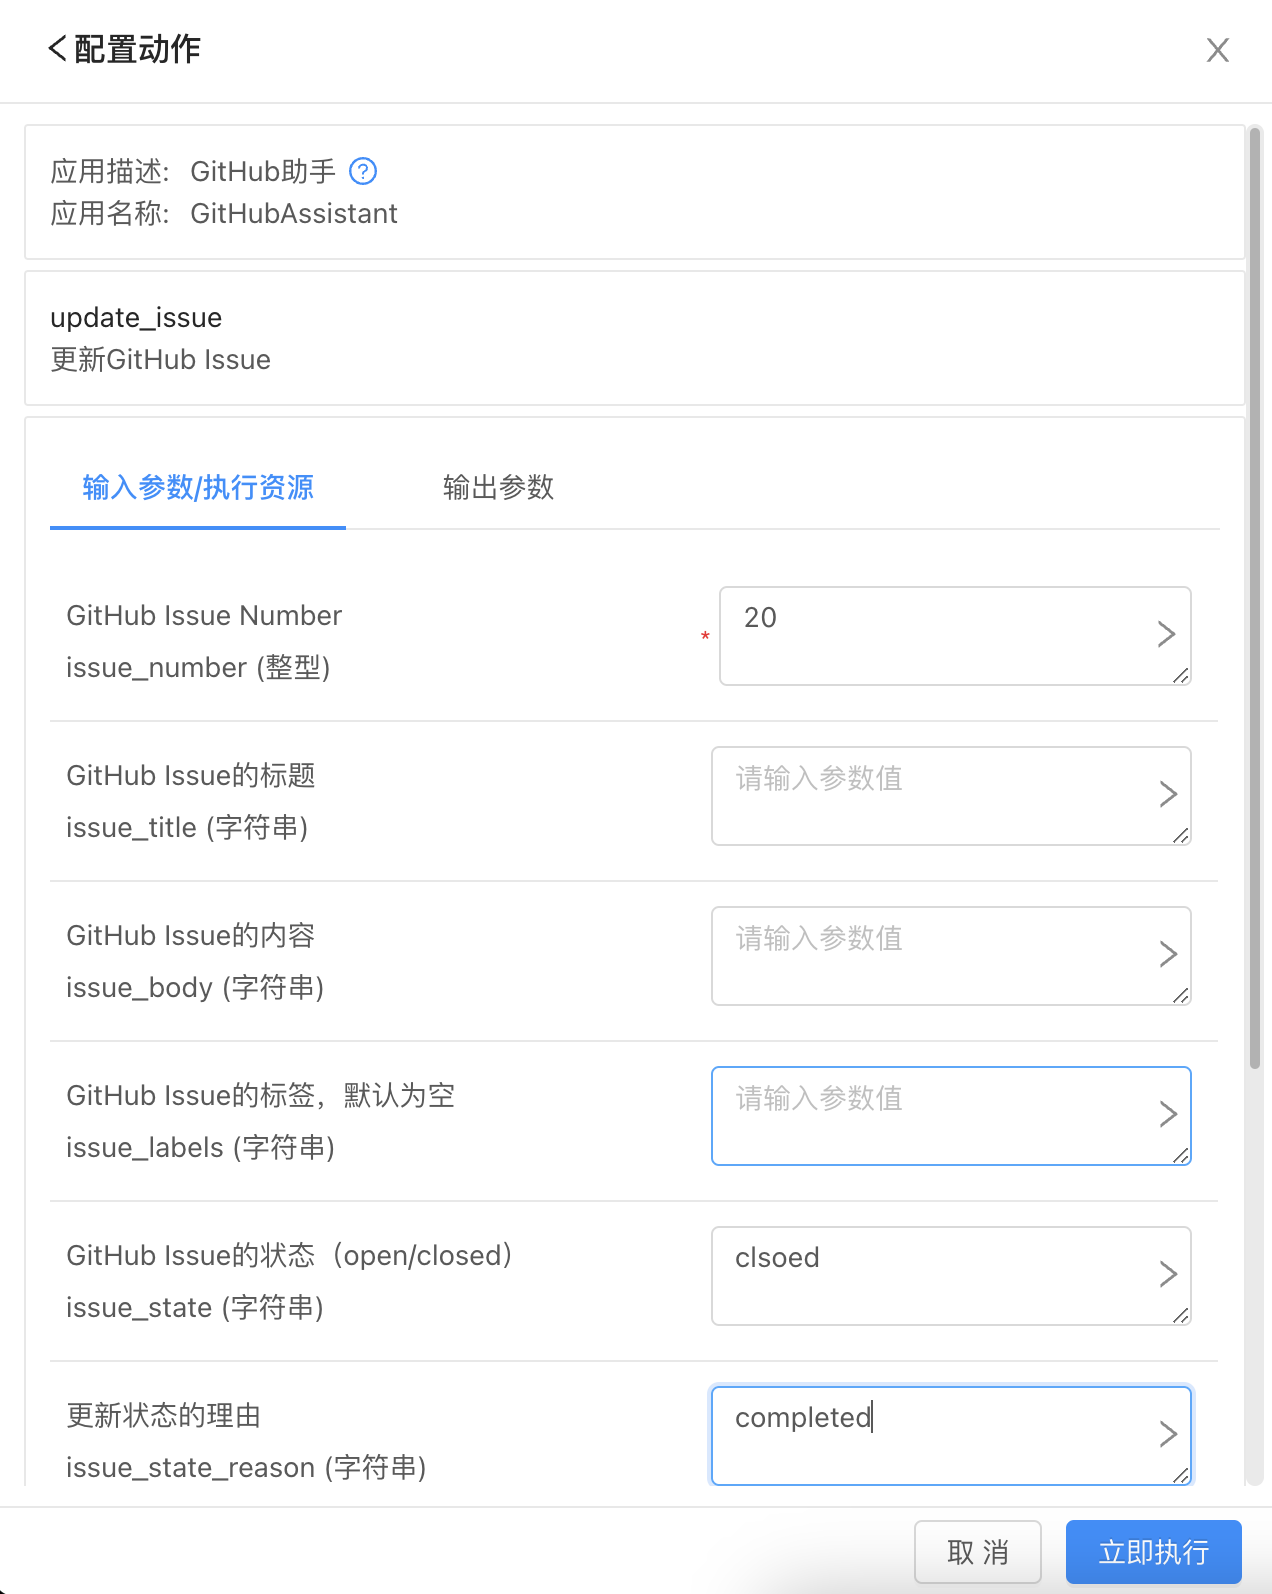 配置动作
应用描述: GitHub助手
应用名称: GitHubAssistant
update_issue
更新GitHub Issue
输入参数/执行资源 输出参数
GitHub Issue Number
issue_number (整型)
* 20
GitHub Issue的标题
issue_title (字符串)
请输入参数值
GitHub Issue的内容
issue_body (字符串)
请输入参数值
GitHub Issue的标签，默认为空
issue_labels (字符串)
请输入参数值
GitHub Issue的状态（open/closed）
issue_state (字符串)
clsoed
更新状态的理由
issue_state_reason (字符串)
completed
取 消 立即执行